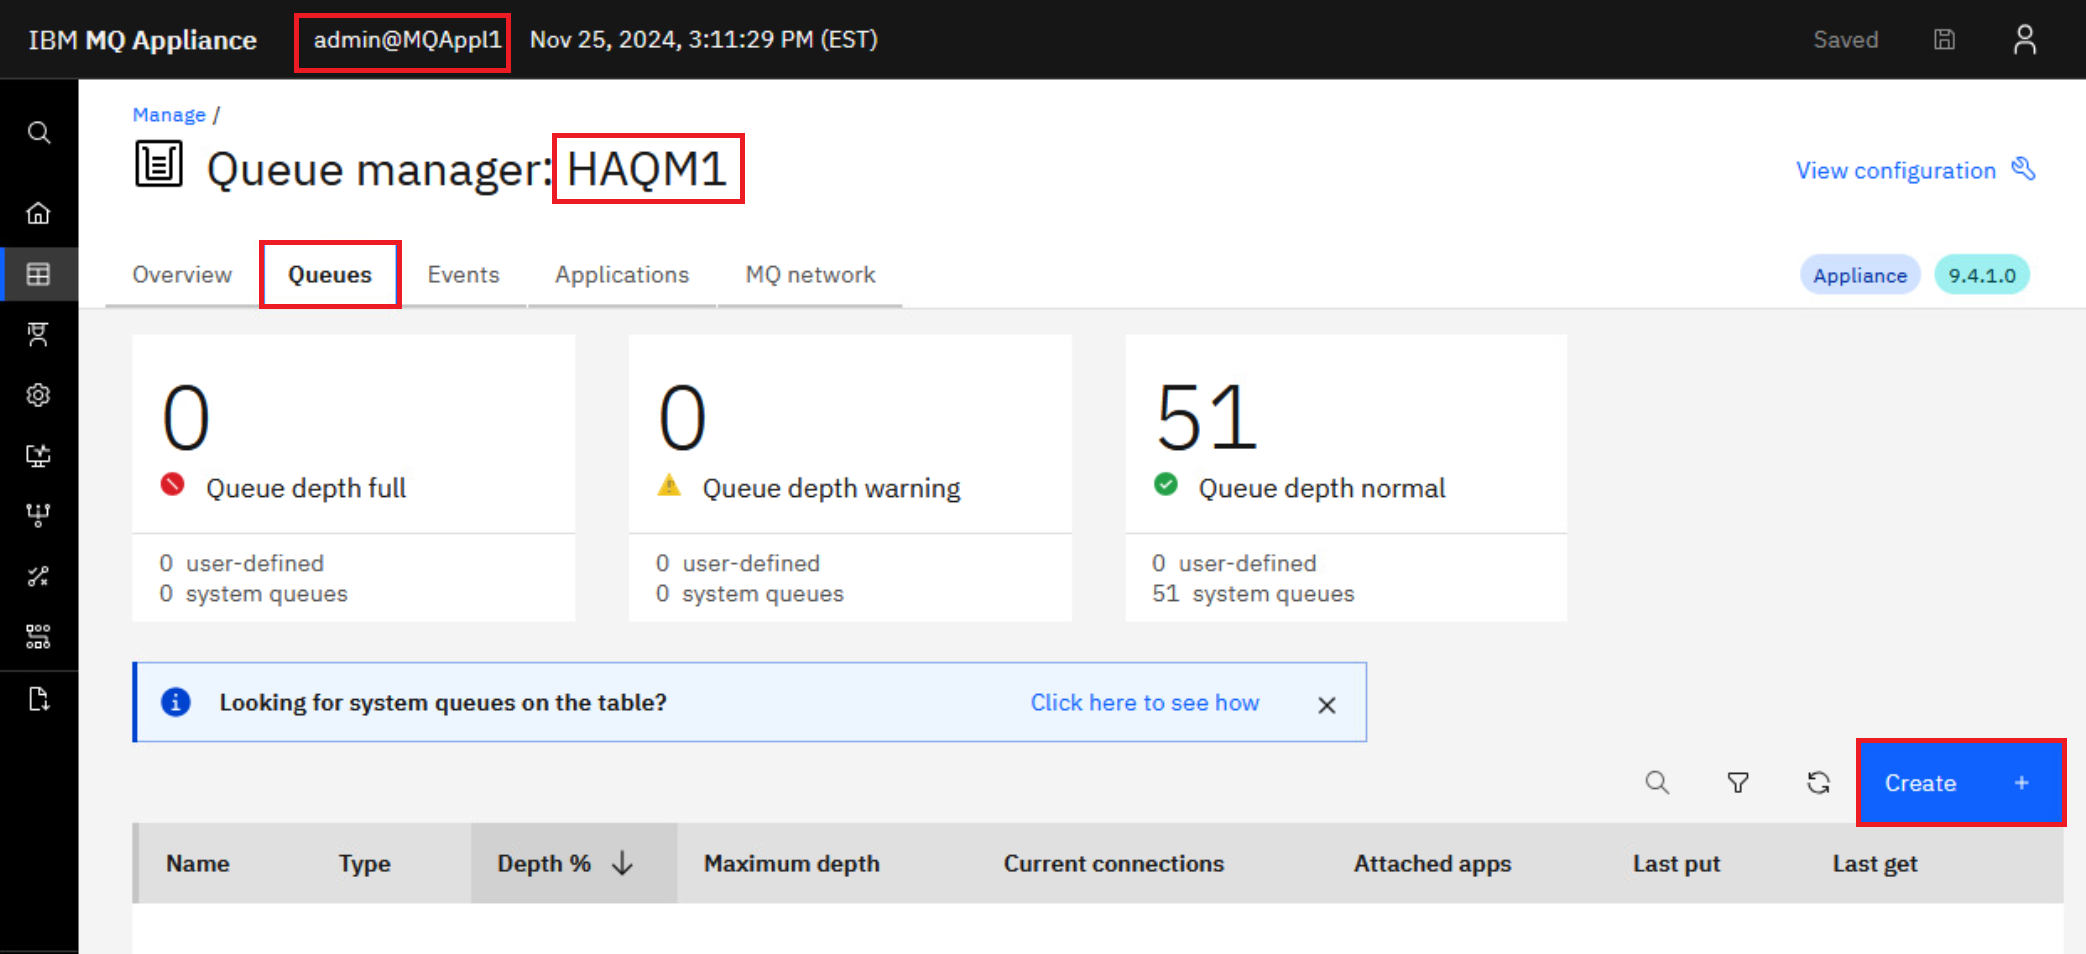 IBM MQ Appliance admin@MQAppl1 Nov 25, 2024, 3:11:29 PM (EST) Saved
Manage /
Queue manager: HAQM1
View configuration
Overview Queues Events Applications MQ network
Appliance 9.4.1.0
0
Queue depth full
0 user-defined
0 system queues
0
Queue depth warning
0 user-defined
0 system queues
51
Queue depth normal
0 user-defined
51 system queues
Looking for system queues on the table? Click here to see how
Create +
Name Type Depth % Maximum depth Current connections Attached apps Last put Last get